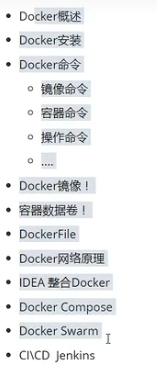 Docker概述
Docker安装
Docker命令
镜像命令
容器命令
操作命令
....
Docker镜像！
容器数据卷！
DockerFile
Docker网络原理
IDEA 整合Docker
Docker Compose
Docker Swarm
CI\CD Jenkins